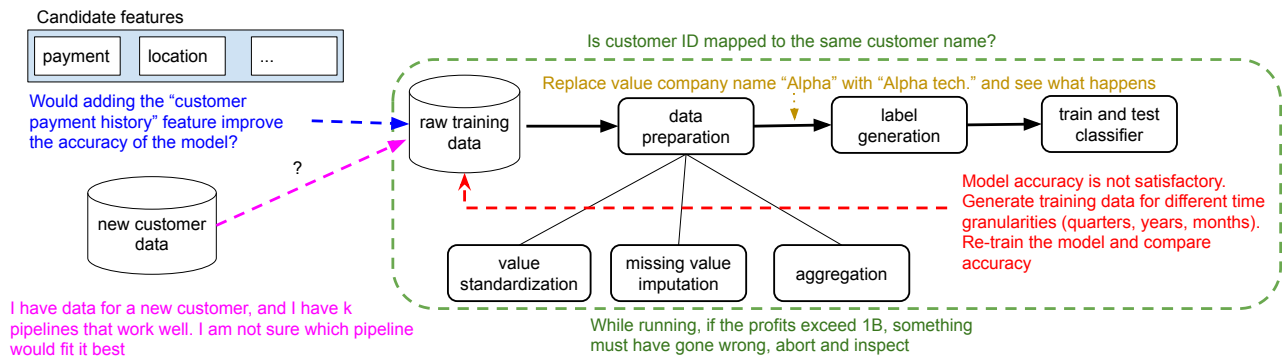 Candidate features
payment
location
...
Would adding the “customer
payment history” feature improve
the accuracy of the model?
?
new customer
data
I have data for a new customer, and I have k
pipelines that work well. I am not sure which pipeline
would fit it best
Is customer ID mapped to the same customer name?
Replace value company name “Alpha” with “Alpha tech.” and see what happens
raw training
data
data
preparation
label
generation
train and test
classifier
Model accuracy is not satisfactory.
Generate training data for different time
granularities (quarters, years, months).
Re-train the model and compare
accuracy
value
standardization
missing value
imputation
aggregation
While running, if the profits exceed 1B, something
must have gone wrong, abort and inspect